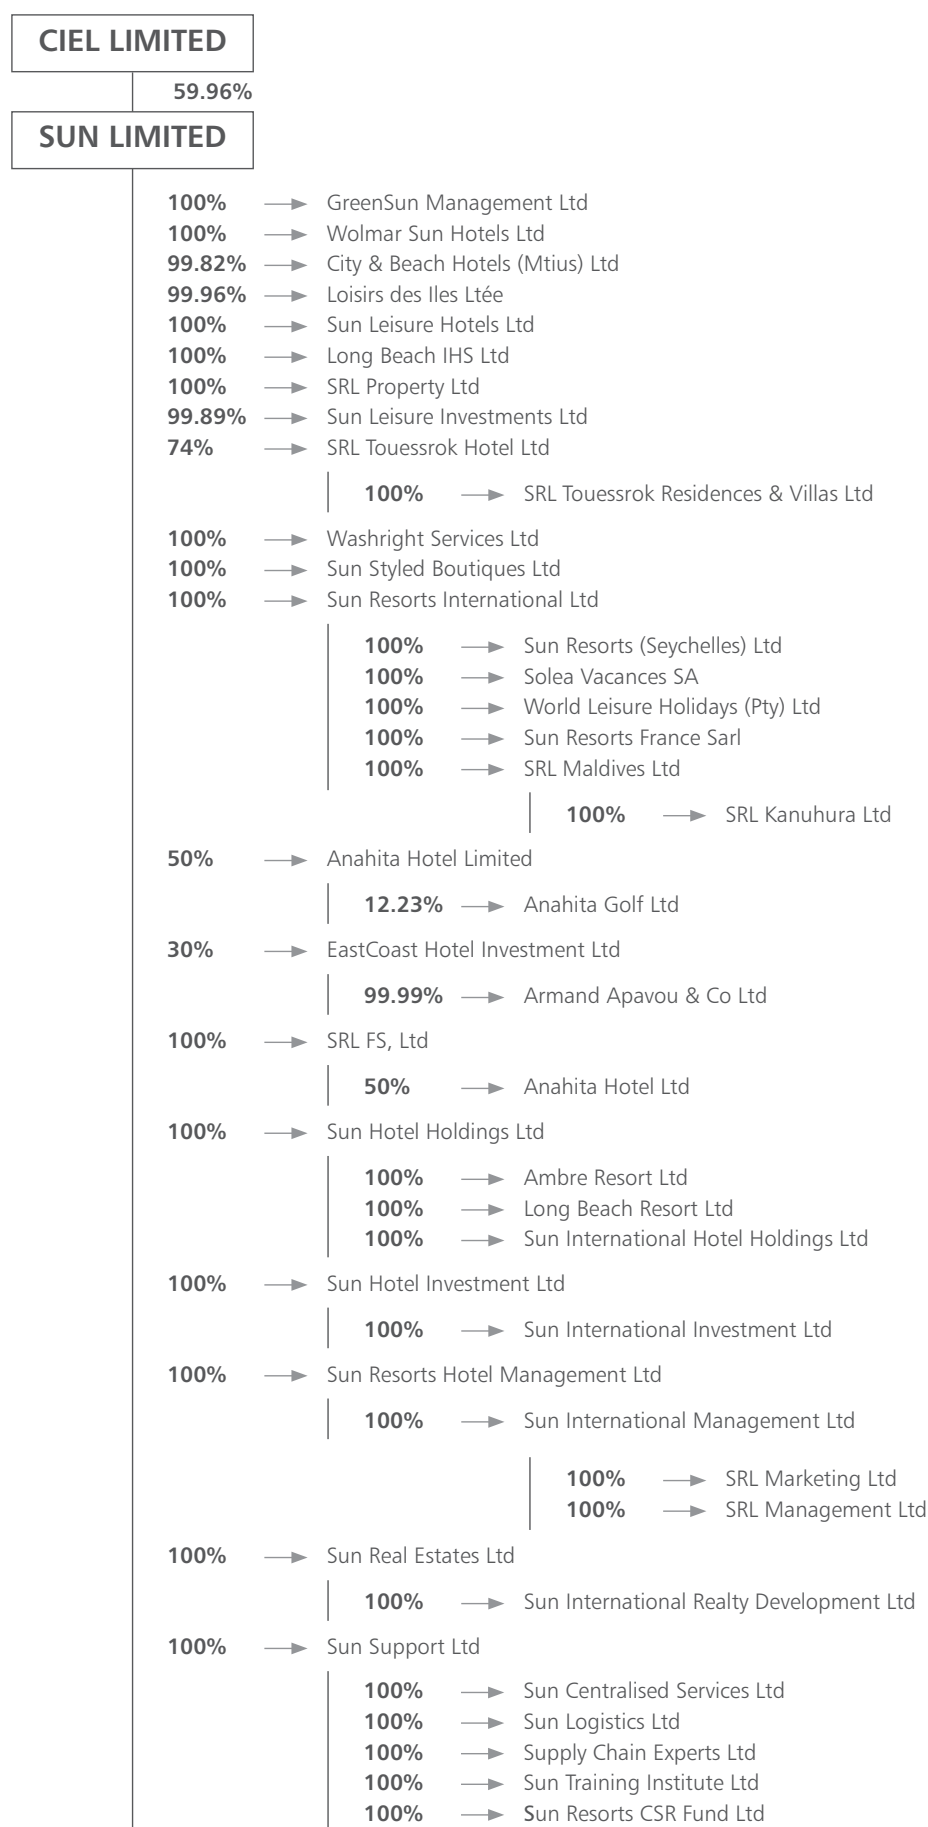 CIEL LIMITED
59.96%
SUN LIMITED
100% GreenSun Management Ltd
100% Wolmar Sun Hotels Ltd
99.82% City & Beach Hotels (Mtius) Ltd
99.96% Loisirs des Iles Ltée
100% Sun Leisure Hotels Ltd
100% Long Beach IHS Ltd
100% SRL Property Ltd
99.89% Sun Leisure Investments Ltd
74% SRL Touessrok Hotel Ltd
100% SRL Touessrok Residences & Villas Ltd
100% Washright Services Ltd
100% Sun Styled Boutiques Ltd
100% Sun Resorts International Ltd
100% Sun Resorts (Seychelles) Ltd
100% Solea Vacances SA
100% World Leisure Holidays (Pty) Ltd
100% Sun Resorts France Sarl
100% SRL Maldives Ltd
100% SRL Kanuhura Ltd
50% Anahita Hotel Limited
12.23% Anahita Golf Ltd
30% EastCoast Hotel Investment Ltd
99.99% Armand Apavou & Co Ltd
100% SRL FS, Ltd
50% Anahita Hotel Ltd
100% Sun Hotel Holdings Ltd
100% Ambre Resort Ltd
100% Long Beach Resort Ltd
100% Sun International Hotel Holdings Ltd
100% Sun Hotel Investment Ltd
100% Sun International Investment Ltd
100% Sun Resorts Hotel Management Ltd
100% Sun International Management Ltd
100% SRL Marketing Ltd
100% SRL Management Ltd
100% Sun Real Estates Ltd
100% Sun International Realty Development Ltd
100% Sun Support Ltd
100% Sun Centralised Services Ltd
100% Sun Logistics Ltd
100% Supply Chain Experts Ltd
100% Sun Training Institute Ltd
100% Sun Resorts CSR Fund Ltd